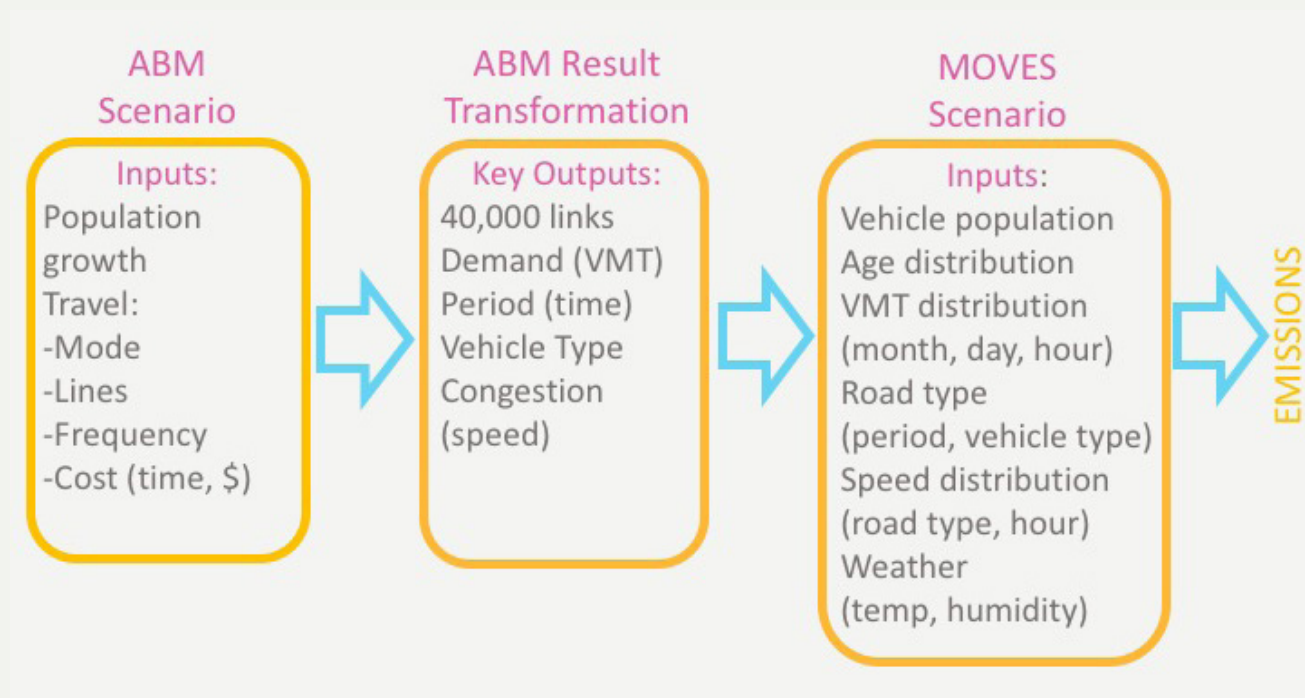 ABM
Scenario
Inputs:
Population
growth
Travel:
-Mode
-Lines
-Frequency
-Cost (time, $)
ABM Result
Transformation
Key Outputs:
40,000 links
Demand (VMT)
Period (time)
Vehicle Type
Congestion
(speed)
MOVES
Scenario
Inputs:
Vehicle population
Age distribution
VMT distribution
(month, day, hour)
Road type
(period, vehicle type)
Speed distribution
(road type, hour)
Weather
(temp, humidity)
EMISSIONS